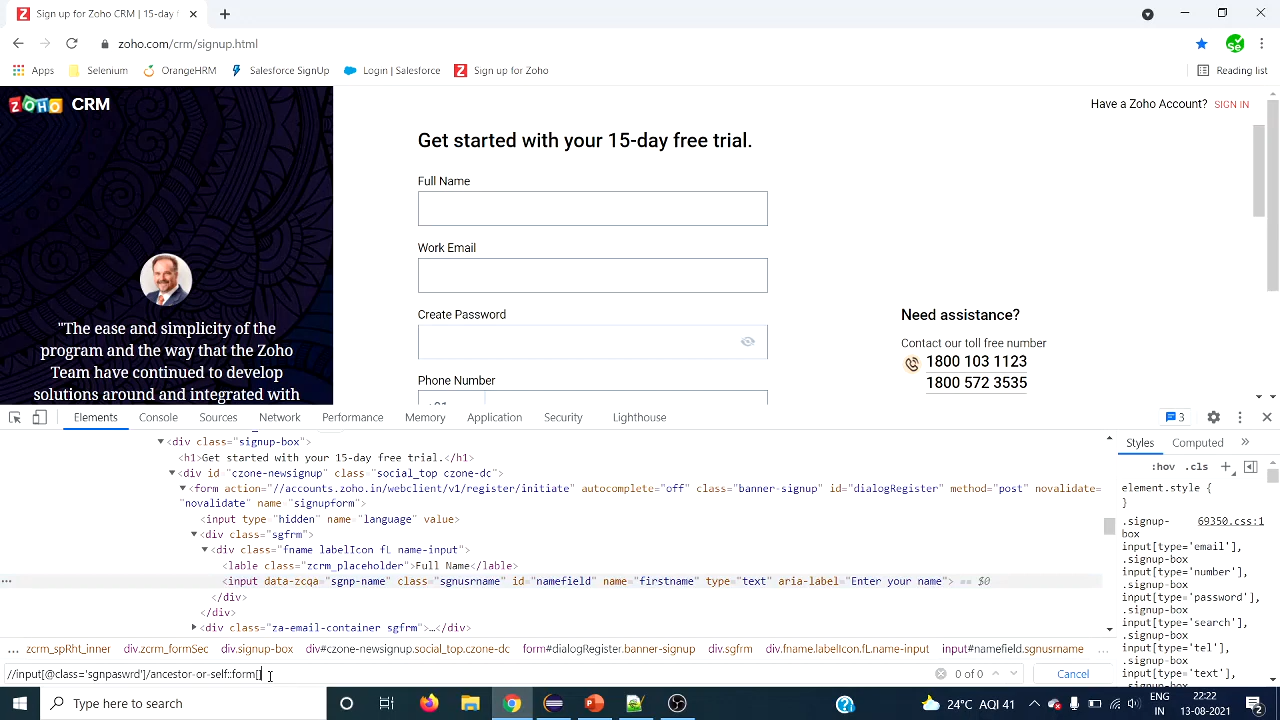 Sign up for Zoho CRM | 15-day f
zoho.com/crm/signup.html
Apps Selenium OrangeHRM Salesforce SignUp Login | Salesforce Sign up for Zoho Reading list
ZOHO CRM
Have a Zoho Account? SIGN IN
Get started with your 15-day free trial.
Full Name
Work Email
Create Password
Phone Number
"The ease and simplicity of the
program and the way that the Zoho
Team have continued to develop
solutions around and integrated with
Need assistance?
Contact our toll free number
1800 103 1123
1800 572 3535
Elements Console Sources Network Performance Memory Application Security Lighthouse 3
<div class="signup-box">
<h1>Get started with your 15-day free trial.</h1>
<div id="czone-newsignup" class="social_top czone-dc">
<form action="//accounts.zoho.in/webclient/v1/register/initiate" autocomplete="off" class="banner-signup" id="dialogRegister" method="post" novalidate=
"novalidate" name="signupform">
<input type="hidden" name="language" value>
<div class="sgfrm">
<div class="fname labelIcon fL name-input">
<lable class="zcrm_placeholder">Full Name</lable>
<input data-zcqa="sgnp-name" class="sgnusrname" id="namefield" name="firstname" type="text" aria-label="Enter your name"> == $0
</div>
</div>
<div class="za-email-container sgfrm">…</div>
… zcrm_spRht_inner div.zcrm_formSec div.signup-box div#czone-newsignup.social_top.czone-dc form#dialogRegister.banner-signup div.sgfrm div.fname.labelIcon.fL.name-input input#namefield.sgnusrname …
//input[@class='sgnpaswrd']/ancestor-or-self::form[]
0 of 0 Cancel
Styles Computed
:hov .cls
element.style {
}
.signup- 69350.css:1
box
input[type='email'],
.signup-box
input[type='number'],
.signup-box
input[type='password'],
.signup-box
input[type='search'],
.signup-box
input[type='tel'],
.signup-box
input[type='text'],
.signup-box
Type here to search
24°C AQI 41
ENG
IN
22:22
13-08-2021